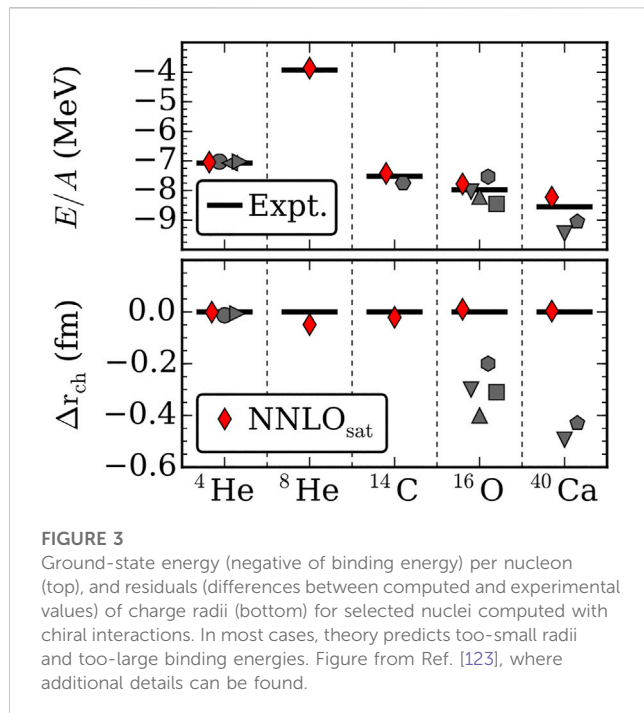 E/A (MeV)
−4
−5
−6
−7
−8
−9
Expt.
Δr_ch (fm)
0.0
−0.2
−0.4
−0.6
NNLO_sat
⁴He ⁸He ¹⁴C ¹⁶O ⁴⁰Ca
FIGURE 3
Ground-state energy (negative of binding energy) per nucleon
(top), and residuals (differences between computed and experimental
values) of charge radii (bottom) for selected nuclei computed with
chiral interactions. In most cases, theory predicts too-small radii
and too-large binding energies. Figure from Ref. [123], where
additional details can be found.